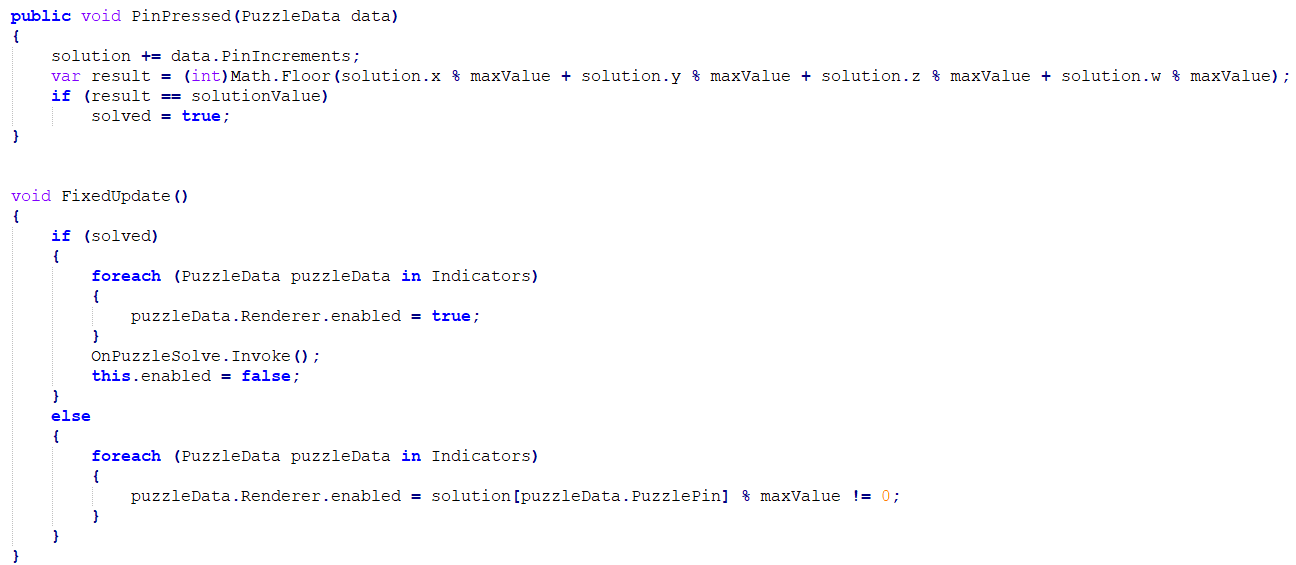 public void PinPressed(PuzzleData data)
{
    solution += data.PinIncrements;
    var result = (int)Math.Floor(solution.x % maxValue + solution.y % maxValue + solution.z % maxValue + solution.w % maxValue);
    if (result == solutionValue)
        solved = true;
}
void FixedUpdate()
{
    if (solved)
    {
        foreach (PuzzleData puzzleData in Indicators)
        {
            puzzleData.Renderer.enabled = true;
        }
        OnPuzzleSolve.Invoke();
        this.enabled = false;
    }
    else
    {
        foreach (PuzzleData puzzleData in Indicators)
        {
            puzzleData.Renderer.enabled = solution[puzzleData.PuzzlePin] % maxValue != 0;
        }
    }
}